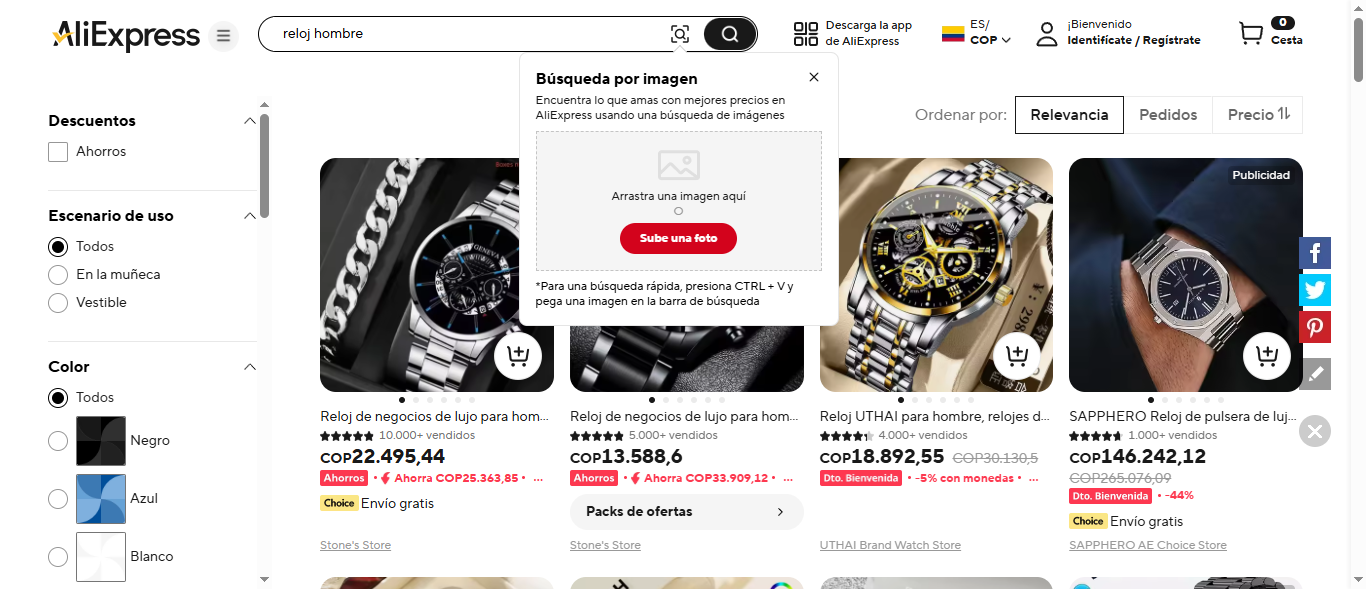 AliExpress
reloj hombre
Descarga la app
de AliExpress
ES/
COP
¡Bienvenido
Identifícate / Regístrate
0
Cesta
Búsqueda por imagen
Encuentra lo que amas con mejores precios en
AliExpress usando una búsqueda de imágenes
Arrastra una imagen aquí
O
Sube una foto
*Para una búsqueda rápida, presiona CTRL + V y
pega una imagen en la barra de búsqueda
Ordenar por:
Relevancia
Pedidos
Precio
Descuentos
Ahorros
Escenario de uso
Todos
En la muñeca
Vestible
Color
Todos
Negro
Azul
Blanco
GENEVA
Reloj de negocios de lujo para hom...
10.000+ vendidos
COP22.495,44
Ahorros • Ahorra COP25.363,85 • ...
Choice Envío gratis
Stone's Store
Reloj de negocios de lujo para hom...
5.000+ vendidos
COP13.588,6
Ahorros • Ahorra COP33.909,12 • ...
Packs de ofertas
Stone's Store
Reloj UTHAI para hombre, relojes d...
4.000+ vendidos
COP18.892,55 COP30.130,5
Dto. Bienvenida • -5% con monedas • ...
UTHAI Brand Watch Store
Publicidad
SAPPHERO Reloj de pulsera de luj...
1.000+ vendidos
COP146.242,12
COP265.076,09
Dto. Bienvenida • -44%
Choice Envío gratis
SAPPHERO AE Choice Store